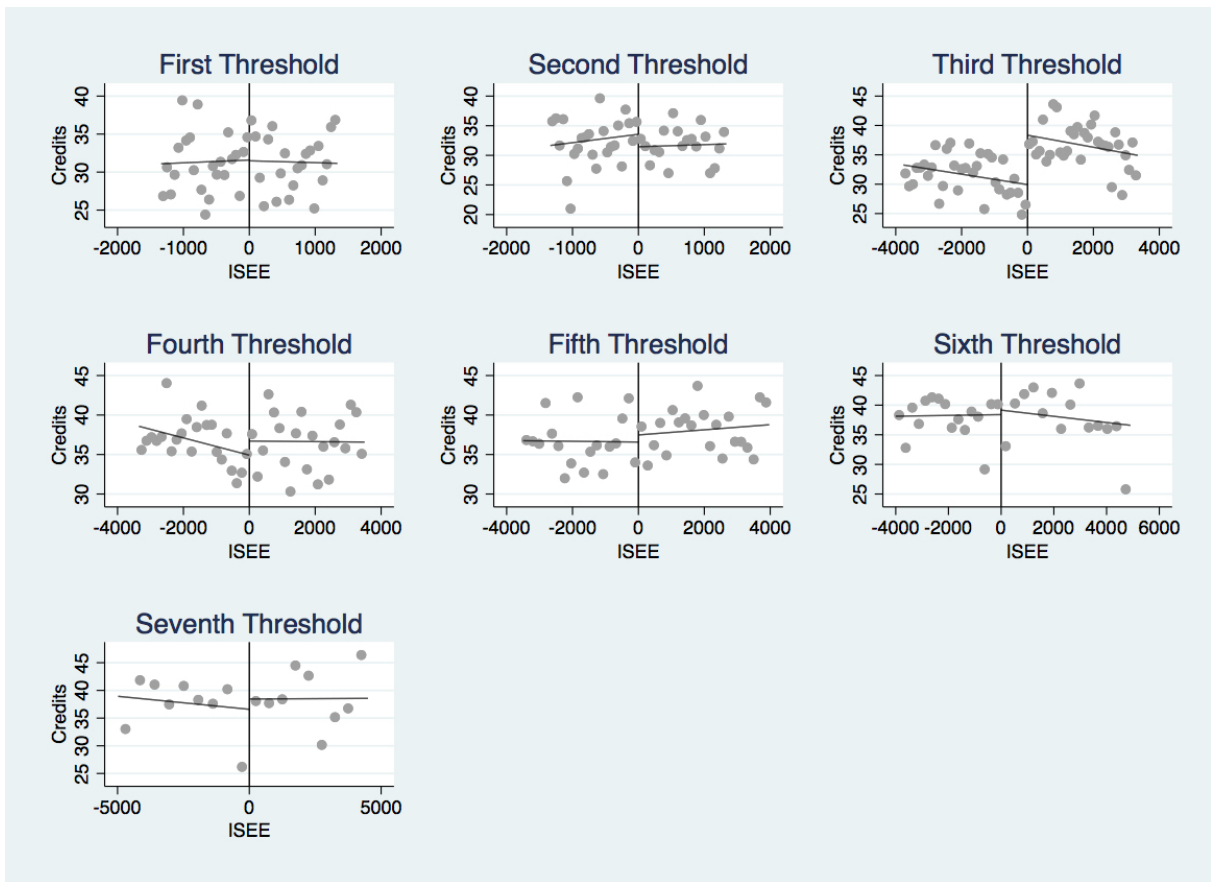 First Threshold
Credits
40
35
30
25
-2000 -1000 0 1000 2000
ISEE
Second Threshold
Credits
40
35
30
25
20
-2000 -1000 0 1000 2000
ISEE
Third Threshold
Credits
45
40
35
30
25
-4000 -2000 0 2000 4000
ISEE
Fourth Threshold
Credits
45
40
35
30
-4000 -2000 0 2000 4000
ISEE
Fifth Threshold
Credits
45
40
35
30
-4000 -2000 0 2000 4000
ISEE
Sixth Threshold
Credits
45
40
35
30
25
-4000 -2000 0 2000 4000 6000
ISEE
Seventh Threshold
Credits
45
40
35
30
25
-5000 0 5000
ISEE